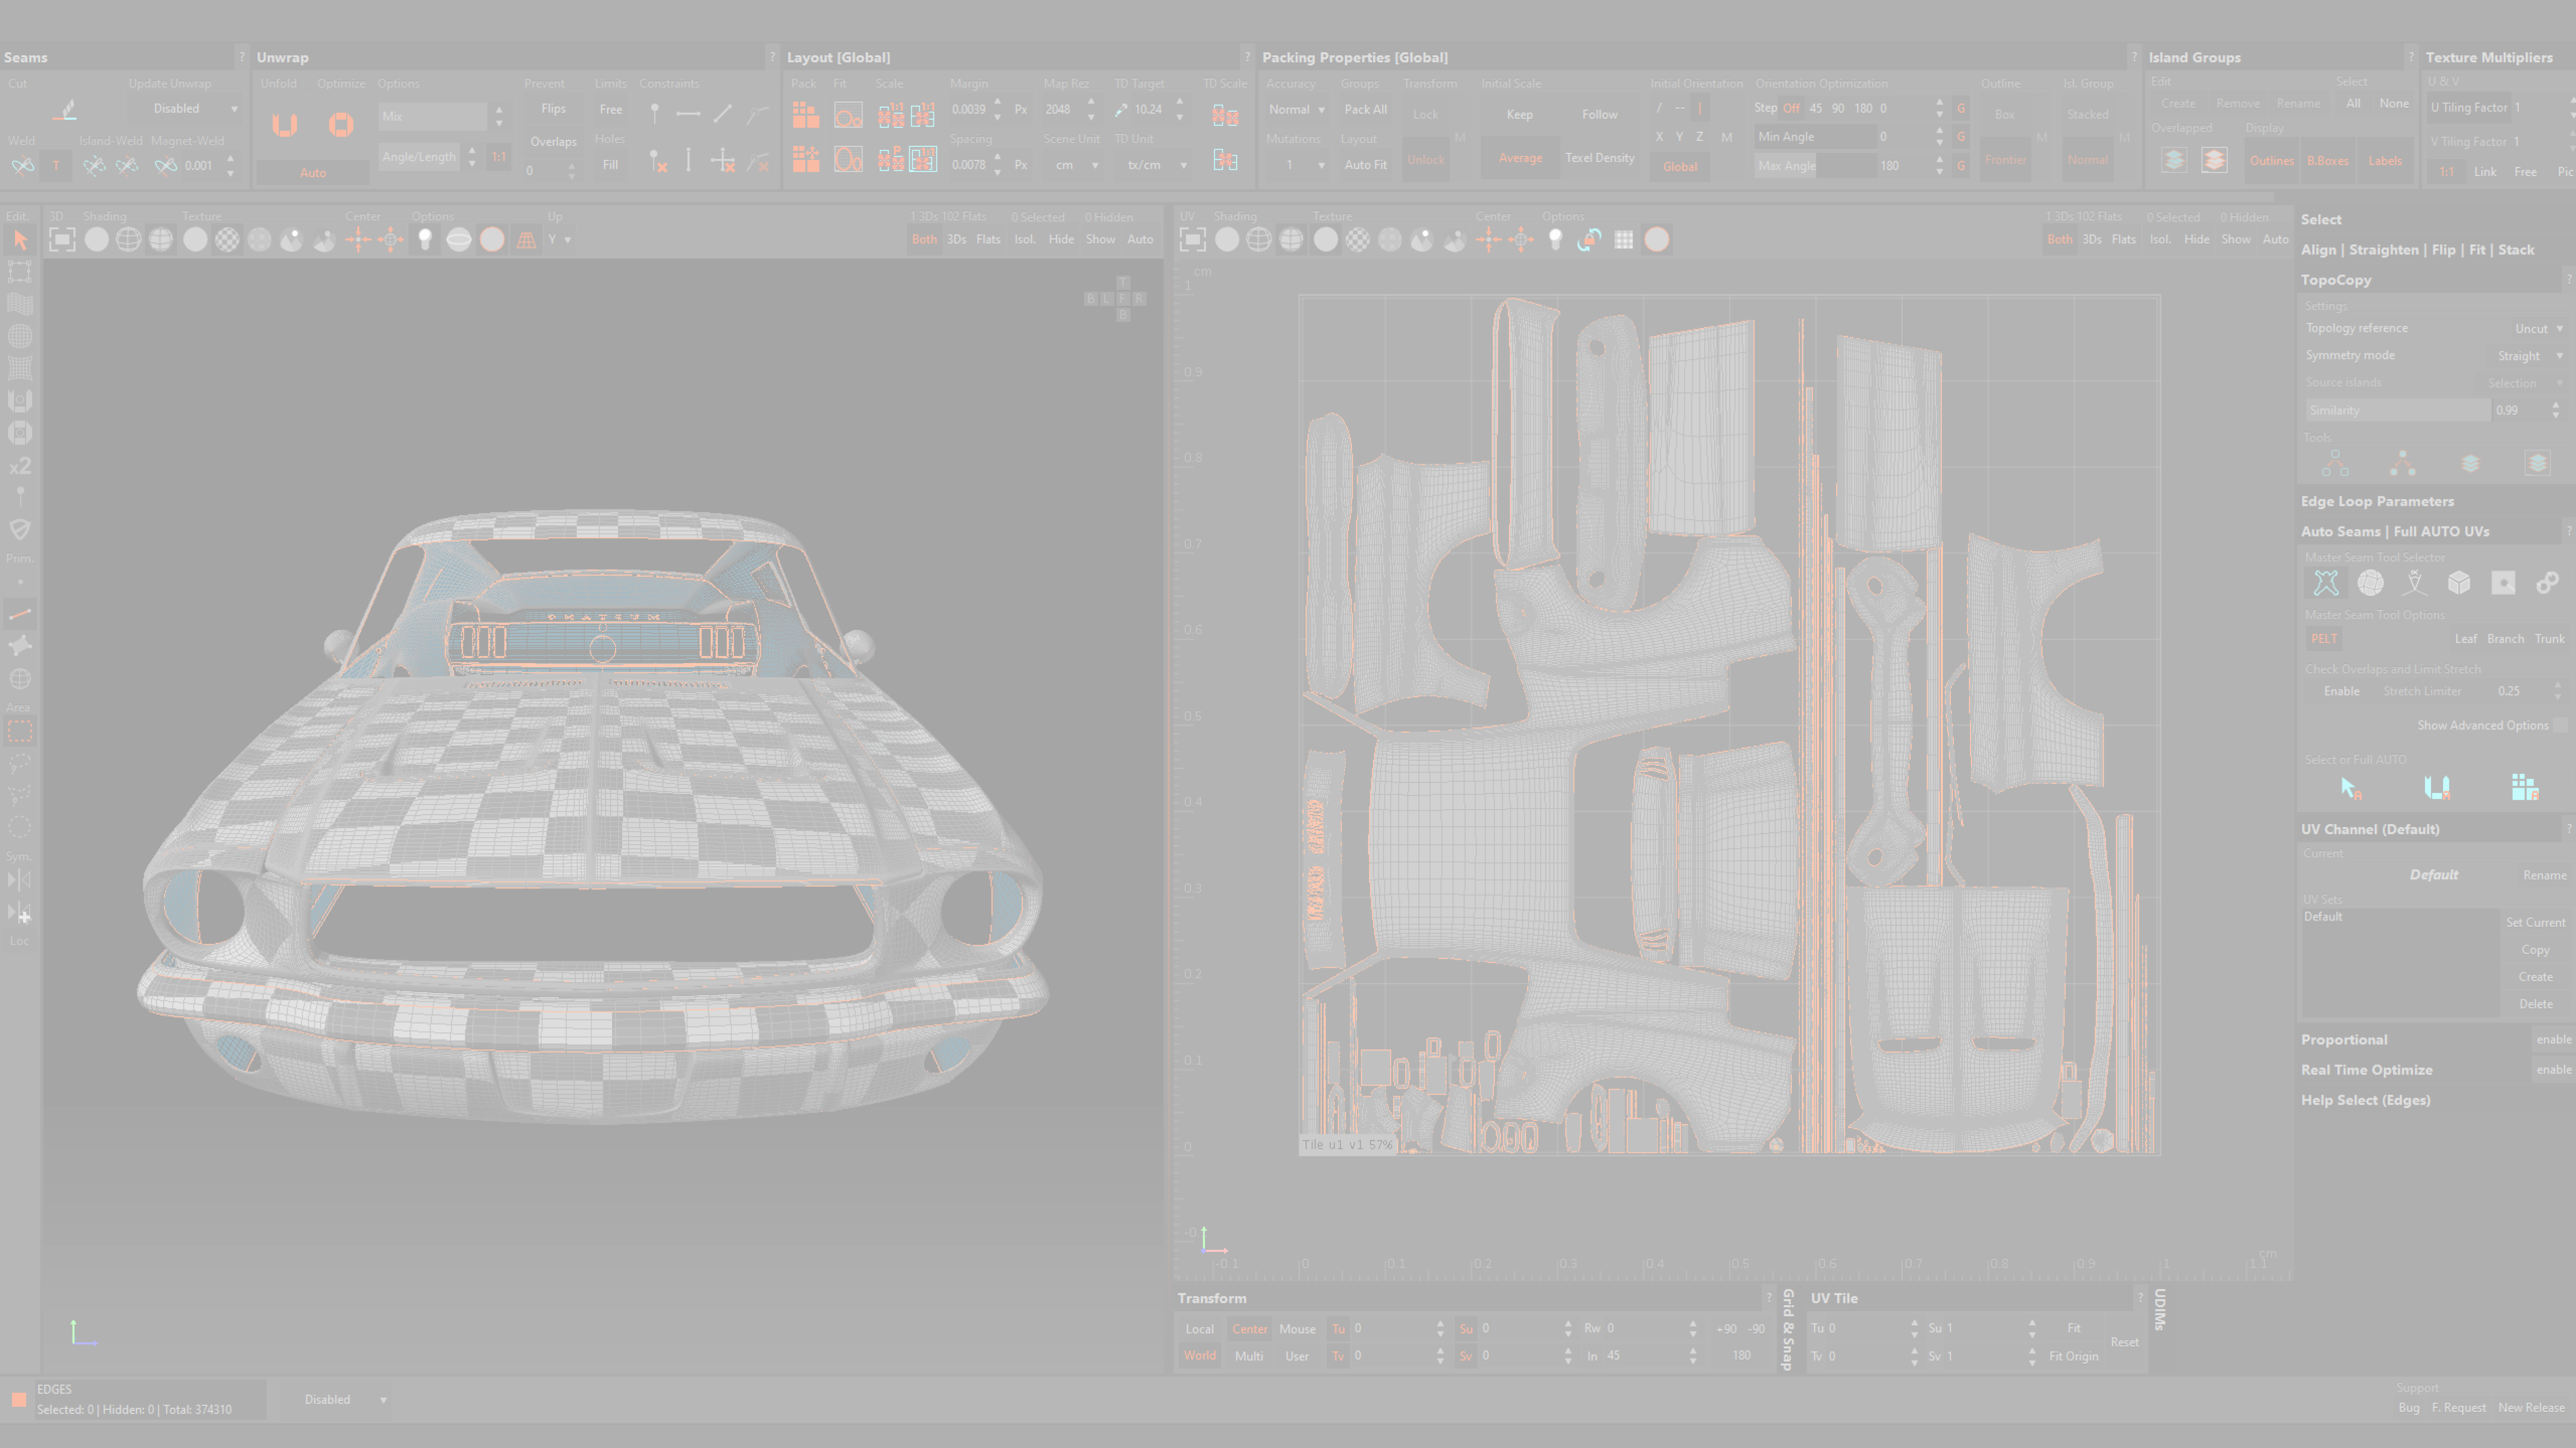 Seams ?
Unwrap ?
Layout [Global] ?
Packing Properties [Global] ?
Island Groups ?
Texture Multipliers
Cut Update Unwrap
Disabled
Weld Island-Weld Magnet-Weld
T 0.001
Unfold Optimize Options Prevent Limits Constraints
Mix Flips Free
Overlaps Holes
Angle/Length 1:1 Fill
Auto 0
Pack Fit Scale Margin Map Rez TD Target TD Scale
0.0039 Px 2048 10.24
Spacing Scene Unit TD Unit
0.0078 Px cm tx/cm
Accuracy Groups Transform Initial Scale Initial Orientation Orientation Optimization Outline Isl. Group
Normal Pack All Lock Keep Follow Step Off 45 90 180 0 G Box Stacked
Mutations Layout M X Y Z M Min Angle 0 G M M
1 Auto Fit Unlock Average Texel Density Global Max Angle 180 G Frontier Normal
Edit Select
Create Remove Rename All None
Overlapped Display
Outlines B.Boxes Labels
U & V
U Tiling Factor 1
V Tiling Factor 1
1:1 Link Free Pic
Edit.
3D Shading Texture Center Options Up
Y
1 3Ds 102 Flats 0 Selected 0 Hidden
Both 3Ds Flats Isol. Hide Show Auto
UV Shading Texture Center Options
1 3Ds 102 Flats 0 Selected 0 Hidden
Both 3Ds Flats Isol. Hide Show Auto
x2
Prim.
Area
Sym.
Loc
T
B L F R
B
cm
1
0.9
0.8
0.7
0.6
0.5
0.4
0.3
0.2
0.1
0
Tile u1 v1 57%
-0.1 0 0.1 0.2 0.3 0.4 0.5 0.6 0.7 0.8 0.9 1 1.1
cm
Select
Align | Straighten | Flip | Fit | Stack
TopoCopy ?
Settings
Topology reference Uncut
Symmetry mode Straight
Source islands Selection
Similarity 0.99
Tools
Edge Loop Parameters
Auto Seams | Full AUTO UVs ?
Master Seam Tool Selector
Master Seam Tool Options
PELT Leaf Branch Trunk
Check Overlaps and Limit Stretch
Enable Stretch Limiter 0.25
Show Advanced Options
Select or Full AUTO
UV Channel (Default) ?
Current
Default Rename
UV Sets
Default
Set Current
Copy
Create
Delete
Proportional enable
Real Time Optimize enable
Help Select (Edges)
Transform ?
Local Center Mouse Tu 0 Su 0 Rw 0 +90 -90
World Multi User Tv 0 Sv 0 In 45 180
Grid & Snap
UV Tile ?
Tu 0 Su 1 Fit
Tv 0 Sv 1 Fit Origin
Reset
UDIMs
EDGES
Selected: 0 | Hidden: 0 | Total: 374310
Disabled
Support
Bug F. Request New Release